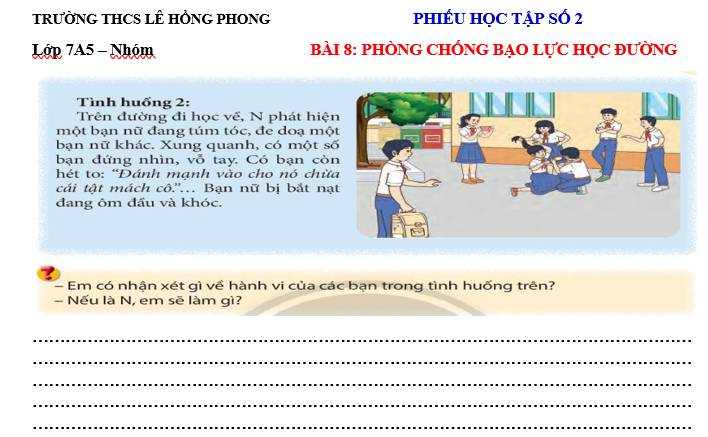 TRƯỜNG THCS LÊ HỒNG PHONG
PHIẾU HỌC TẬP SỐ 2
Lớp 7A5 – Nhóm
BÀI 8: PHÒNG CHỐNG BẠO LỰC HỌC ĐƯỜNG
Tình huống 2:
Trên đường đi học về, N phát hiện
một bạn nữ đang túm tóc, đe doạ một
bạn nữ khác. Xung quanh, có một số
bạn đứng nhìn, vỗ tay. Có bạn còn
hét to: “Đánh mạnh vào cho nó chừa
cái tật mách cô.”... Bạn nữ bị bắt nạt
đang ôm đầu và khóc.
?
– Em có nhận xét gì về hành vi của các bạn trong tình huống trên?
– Nếu là N, em sẽ làm gì?